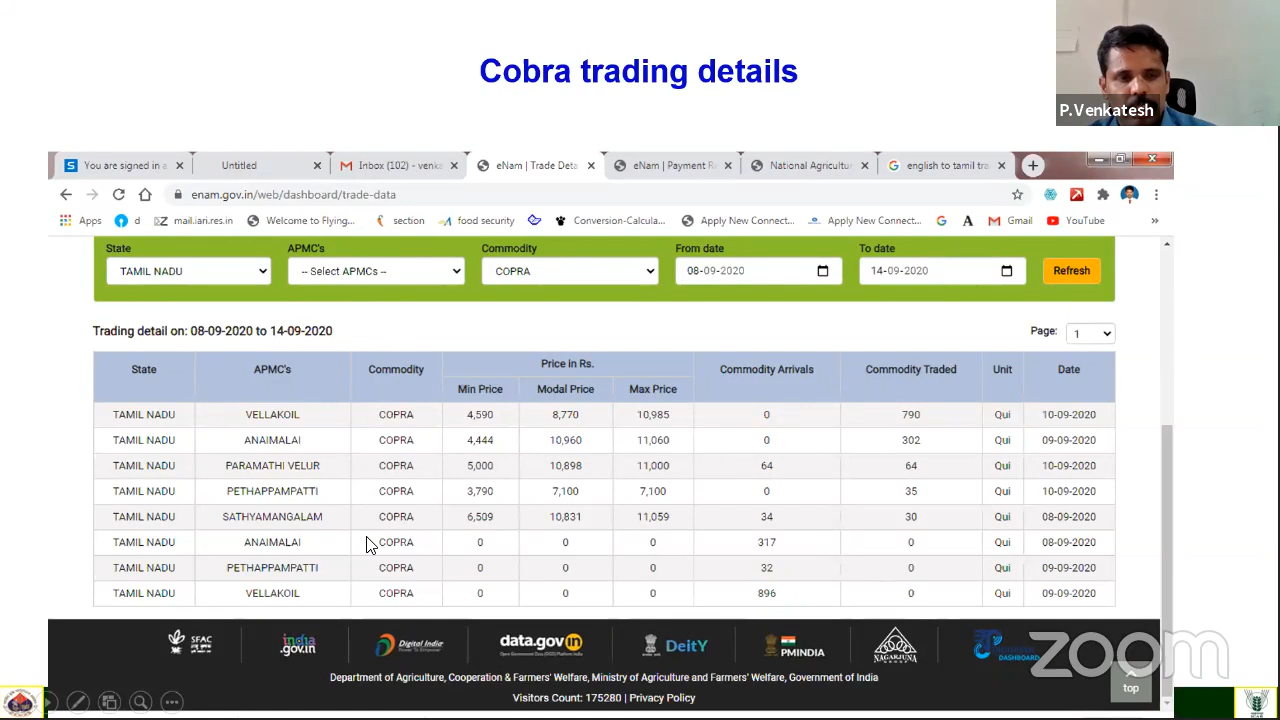 Cobra trading details
P.Venkatesh
You are signed in a
Untitled
Inbox (102) - venka
eNam | Trade Deta
eNam | Payment Re
National Agricultu
english to tamil tra
enam.gov.in/web/dashboard/trade-data
Apps d mail.iari.res.in Welcome to Flying... section food security Conversion-Calcula... Apply New Connect... Apply New Connect... Gmail YouTube »
State APMC's Commodity From date To date
TAMIL NADU -- Select APMCs -- COPRA 08-09-2020 14-09-2020 Refresh
Trading detail on: 08-09-2020 to 14-09-2020 Page: 1
State APMC's Commodity Price in Rs. Commodity Arrivals Commodity Traded Unit Date
Min Price Modal Price Max Price
TAMIL NADU VELLAKOIL COPRA 4,590 8,770 10,985 0 790 Qui 10-09-2020
TAMIL NADU ANAIMALAI COPRA 4,444 10,960 11,060 0 302 Qui 09-09-2020
TAMIL NADU PARAMATHI VELUR COPRA 5,000 10,898 11,000 64 64 Qui 10-09-2020
TAMIL NADU PETHAPPAMPATTI COPRA 3,790 7,100 7,100 0 35 Qui 10-09-2020
TAMIL NADU SATHYAMANGALAM COPRA 6,509 10,831 11,059 34 30 Qui 08-09-2020
TAMIL NADU ANAIMALAI COPRA 0 0 0 317 0 Qui 08-09-2020
TAMIL NADU PETHAPPAMPATTI COPRA 0 0 0 32 0 Qui 09-09-2020
TAMIL NADU VELLAKOIL COPRA 0 0 0 896 0 Qui 09-09-2020
SFAC india.gov.in Digital India data.gov.in DeitY PMINDIA NAGARJUNA GROUP DASHBOARD
zoom
Department of Agriculture, Cooperation & Farmers' Welfare, Ministry of Agriculture and Farmers' Welfare, Government of India
Visitors Count: 175280 | Privacy Policy
top